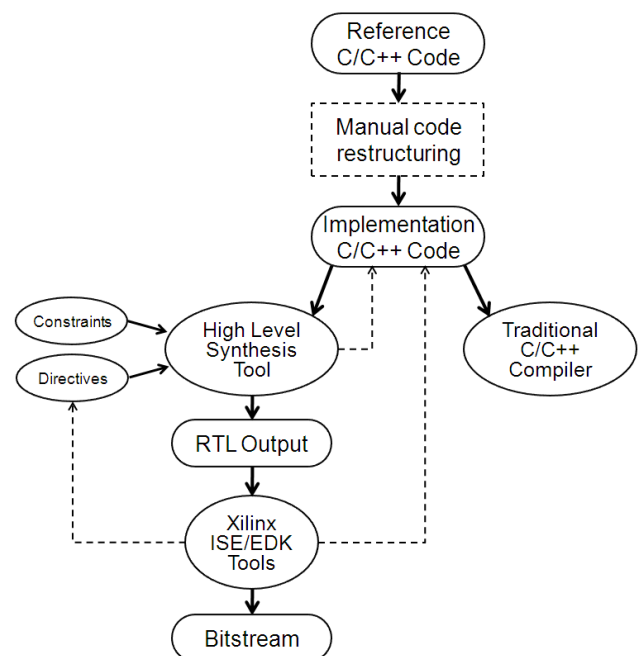 Reference
C/C++ Code
Manual code
restructuring
Implementation
C/C++ Code
Constraints
Directives
High Level
Synthesis
Tool
Traditional
C/C++
Compiler
RTL Output
Xilinx
ISE/EDK
Tools
Bitstream